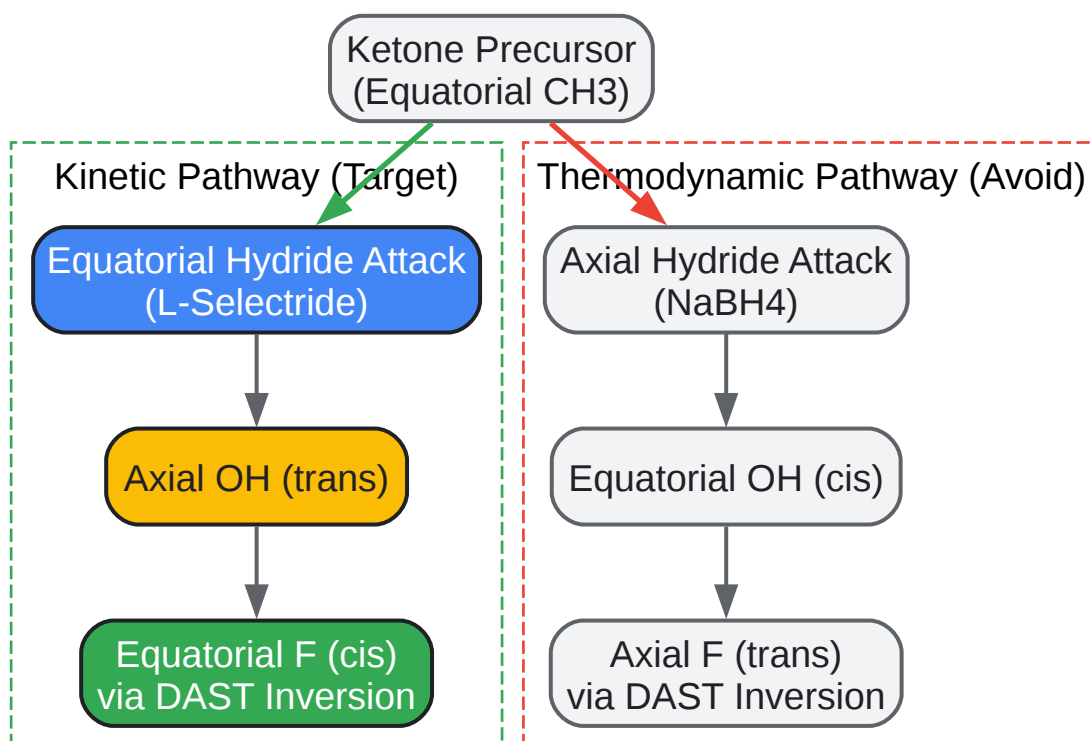 Ketone Precursor
(Equatorial CH3)
Kinetic Pathway (Target)
Equatorial Hydride Attack
(L-Selectride)
Axial OH (trans)
Equatorial F (cis)
via DAST Inversion
Thermodynamic Pathway (Avoid)
Axial Hydride Attack
(NaBH4)
Equatorial OH (cis)
Axial F (trans)
via DAST Inversion